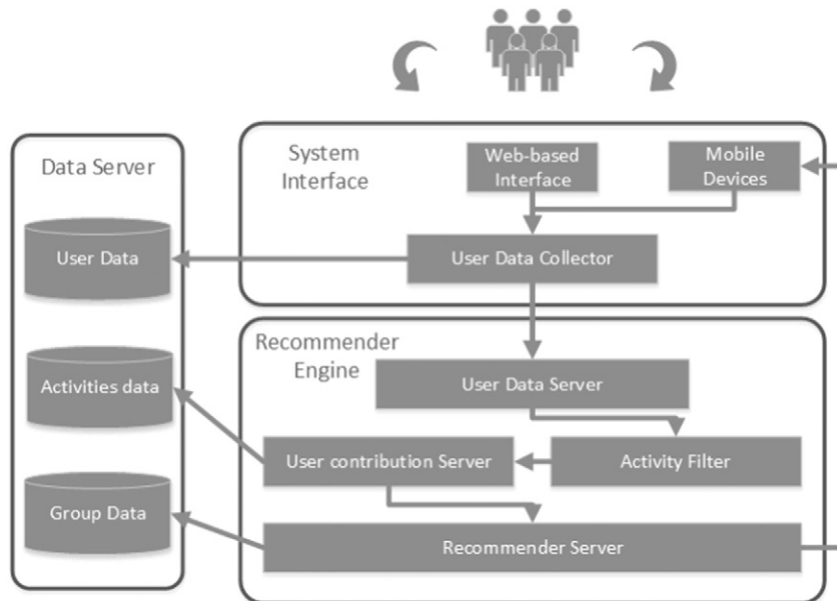 Data Server
User Data
Activities data
Group Data
System
Interface
Web-based
Interface
Mobile
Devices
User Data Collector
Recommender
Engine
User Data Server
User contribution Server
Activity Filter
Recommender Server